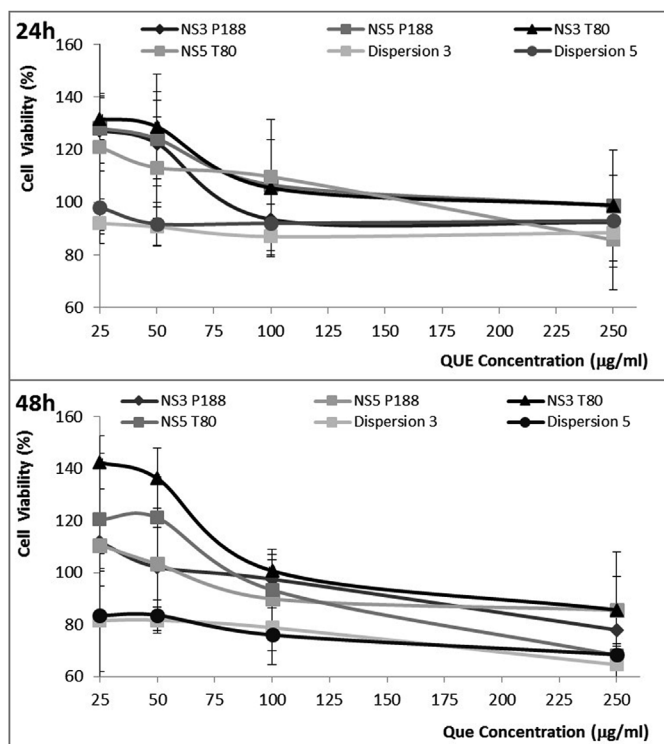 24h
NS3 P188 NS5 P188 NS3 T80
NS5 T80 Dispersion 3 Dispersion 5
Cell Viability (%)
160
140
120
100
80
60
25 50 75 100 125 150 175 200 225 250
QUE Concentration (µg/ml)
48h
NS3 P188 NS5 P188 NS3 T80
NS5 T80 Dispersion 3 Dispersion 5
Cell Viability (%)
160
140
120
100
80
60
25 50 75 100 125 150 175 200 225 250
Que Concentration (µg/ml)